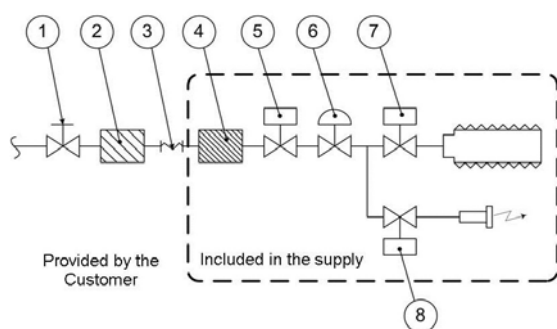 1 2 3 4 5 6 7
Provided by the
Customer
Included in the supply
8